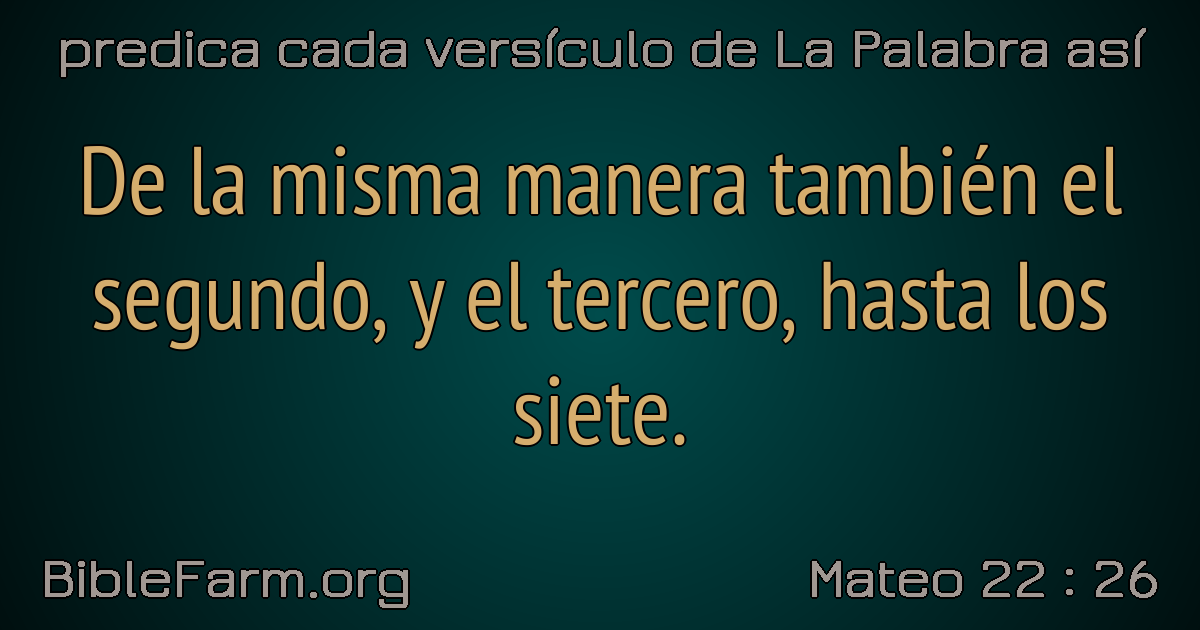 predica cada versículo de La Palabra así
De la misma manera también el
segundo, y el tercero, hasta los
siete.
BibleFarm.org
Mateo 22 : 26